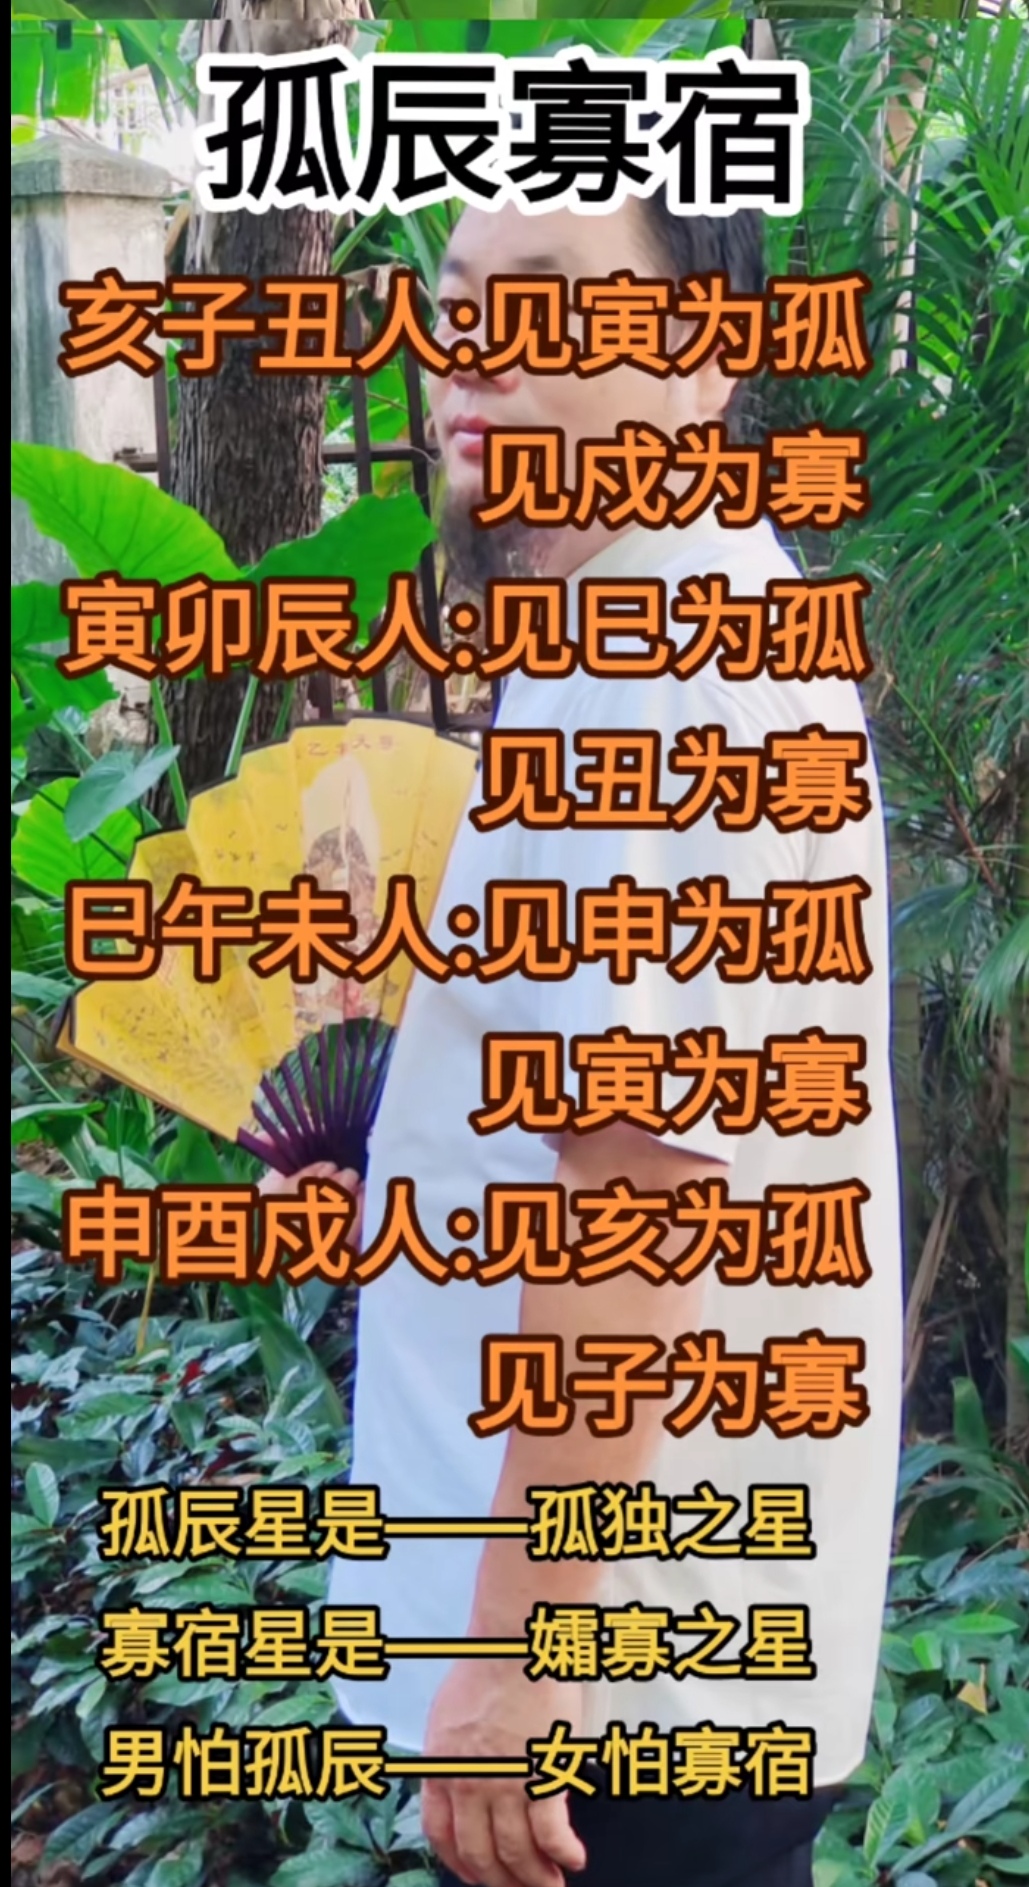 孤辰寡宿
亥子丑人:见寅为孤
见戍为寡
寅卯辰人:见巳为孤
见丑为寡
巳午未人:见申为孤
见寅为寡
申酉戍人:见亥为孤
见子为寡
孤辰星是——孤独之星
寡宿星是——孀寡之星
男怕孤辰——女怕寡宿